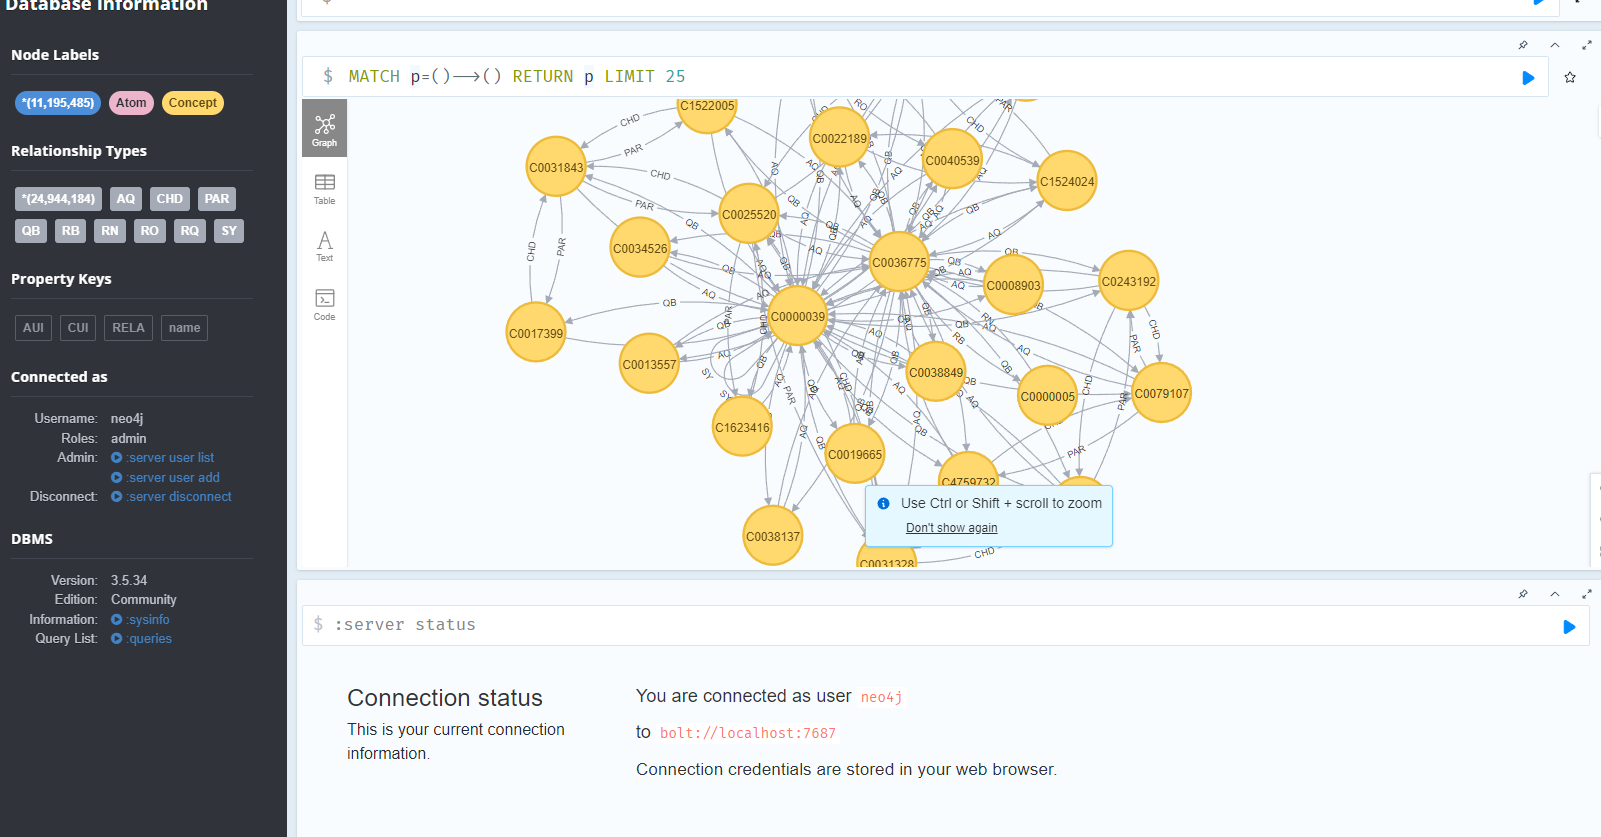 Database Information
Node Labels
*(11,195,485) Atom Concept
Relationship Types
*(24,944,184) AQ CHD PAR
QB RB RN RO RQ SY
Property Keys
AUI CUI RELA name
Connected as
Username: neo4j
Roles: admin
Admin: :server user list
:server user add
Disconnect: :server disconnect
DBMS
Version: 3.5.34
Edition: Community
Information: :sysinfo
Query List: :queries
$ MATCH p=()-->() RETURN p LIMIT 25
Graph
Table
Text
Code
C1522005
C0022189
C0031843
C0040539
C1524024
C0025520
C0034526
C0036775
C0008903
C0243192
C0000039
C0017399
C0013557
C0038849
C0000005
C0079107
C1623416
C0019665
C4759732
C0038137
C0031328
CHD
PAR
CHD
PAR
CHD
PAR
QB
AQ
QB
SY
RN
RB
Use Ctrl or Shift + scroll to zoom
Don't show again
$ :server status
Connection status
This is your current connection
information.
You are connected as user neo4j
to bolt://localhost:7687
Connection credentials are stored in your web browser.